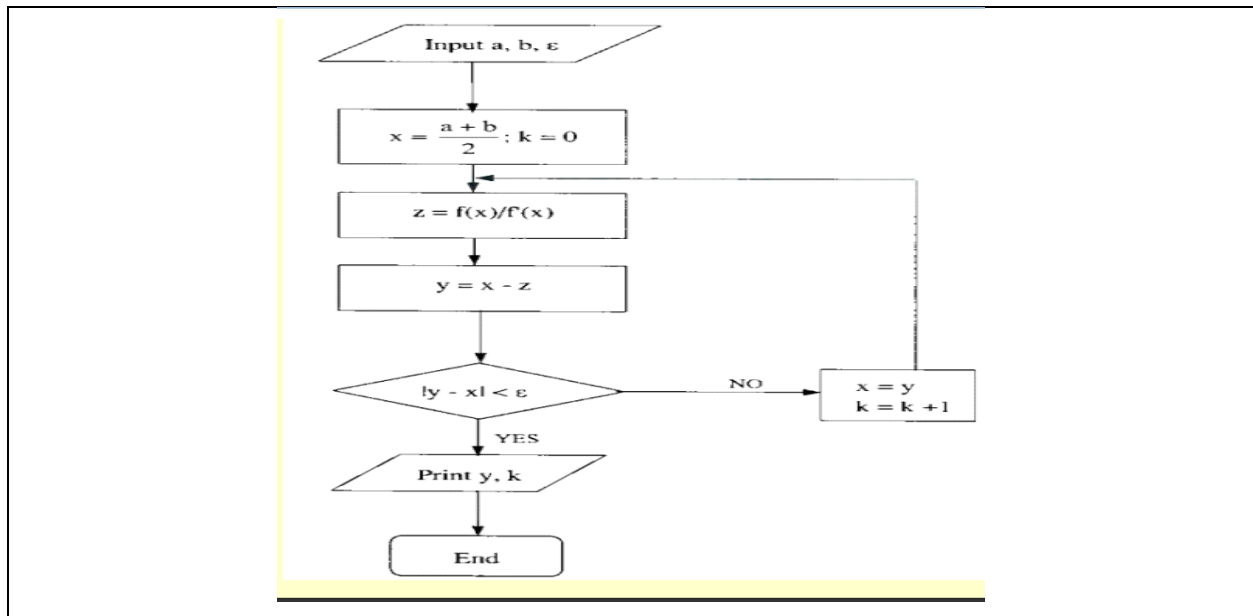 Input a, b, ε
x = a + b / 2 ; k = 0
z = f(x)/f'(x)
y = x - z
|y - x| < ε
NO
x = y
k = k +1
YES
Print y, k
End